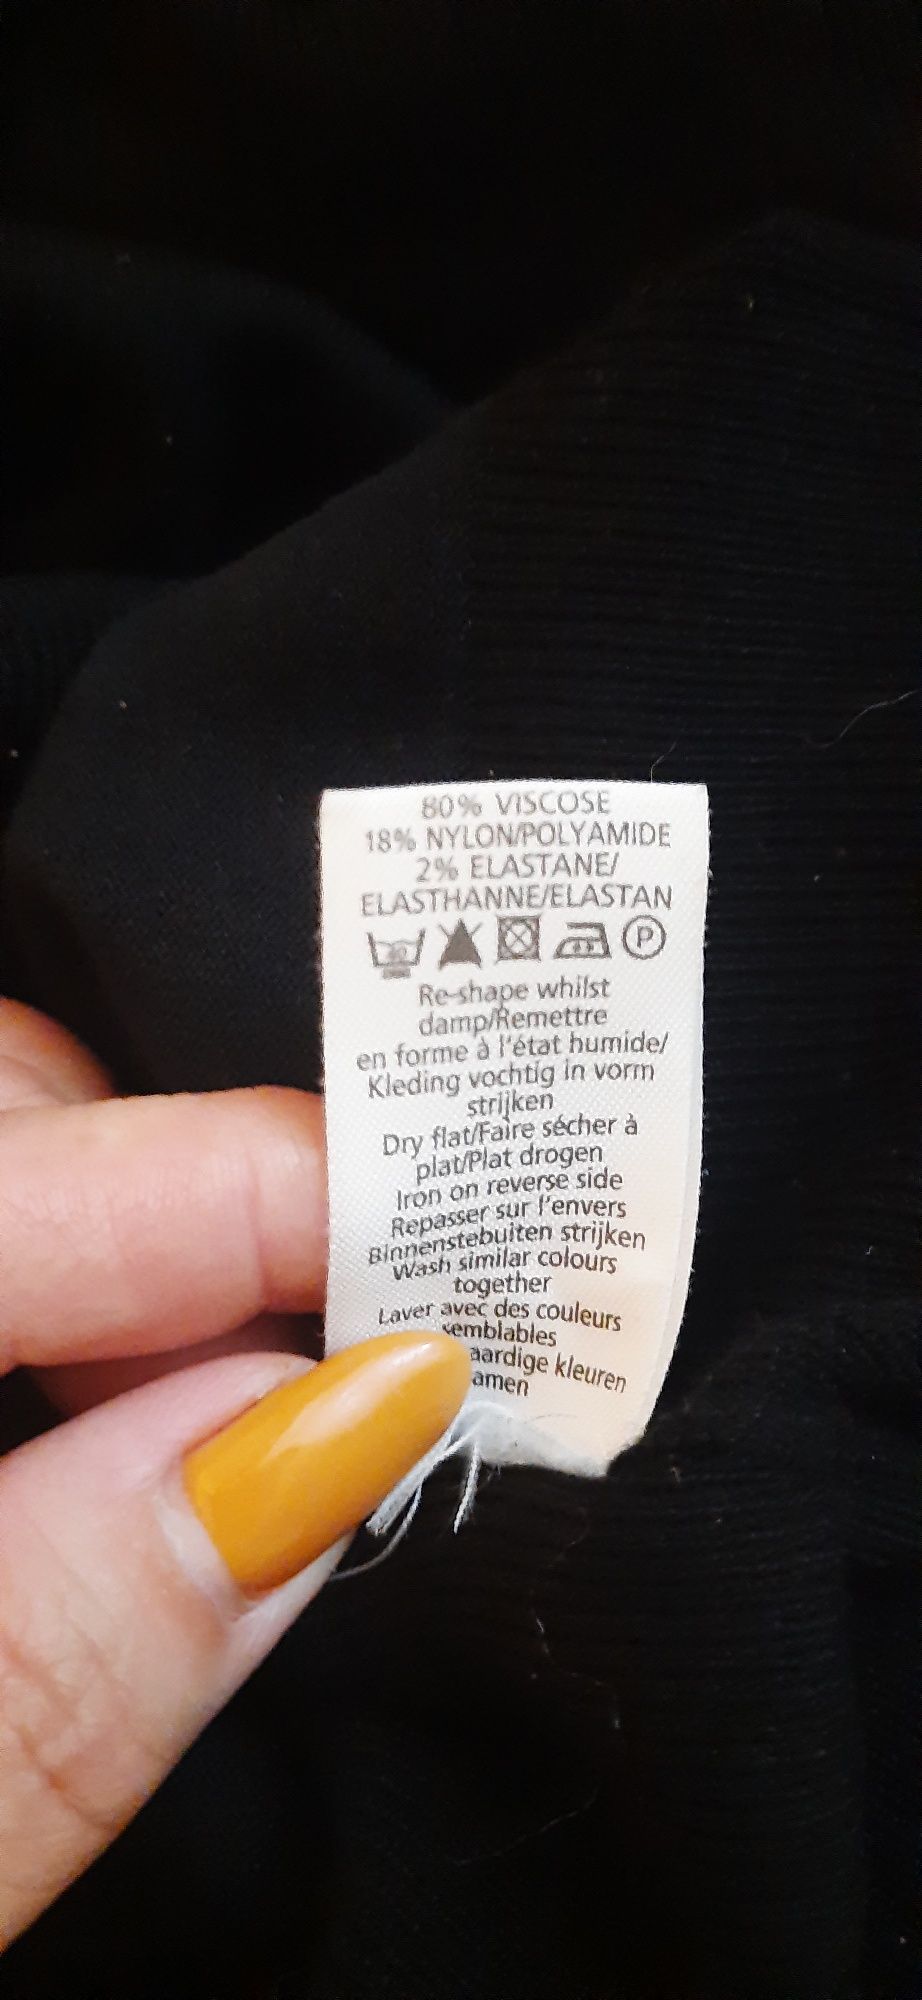 80% VISCOSE
18% NYLON/POLYAMIDE
2% ELASTANE/
ELASTHANNE/ELASTAN
P
Re-shape whilst
damp/Remettre
en forme à l'état humide/
Kleding vochtig in vorm
strijken
Dry flat/Faire sécher à
plat/Plat drogen
Iron on reverse side
Repasser sur l'envers
Binnenstebuiten strijken
Wash similar colours
together
Laver avec des couleurs
semblables
aardige kleuren
amen